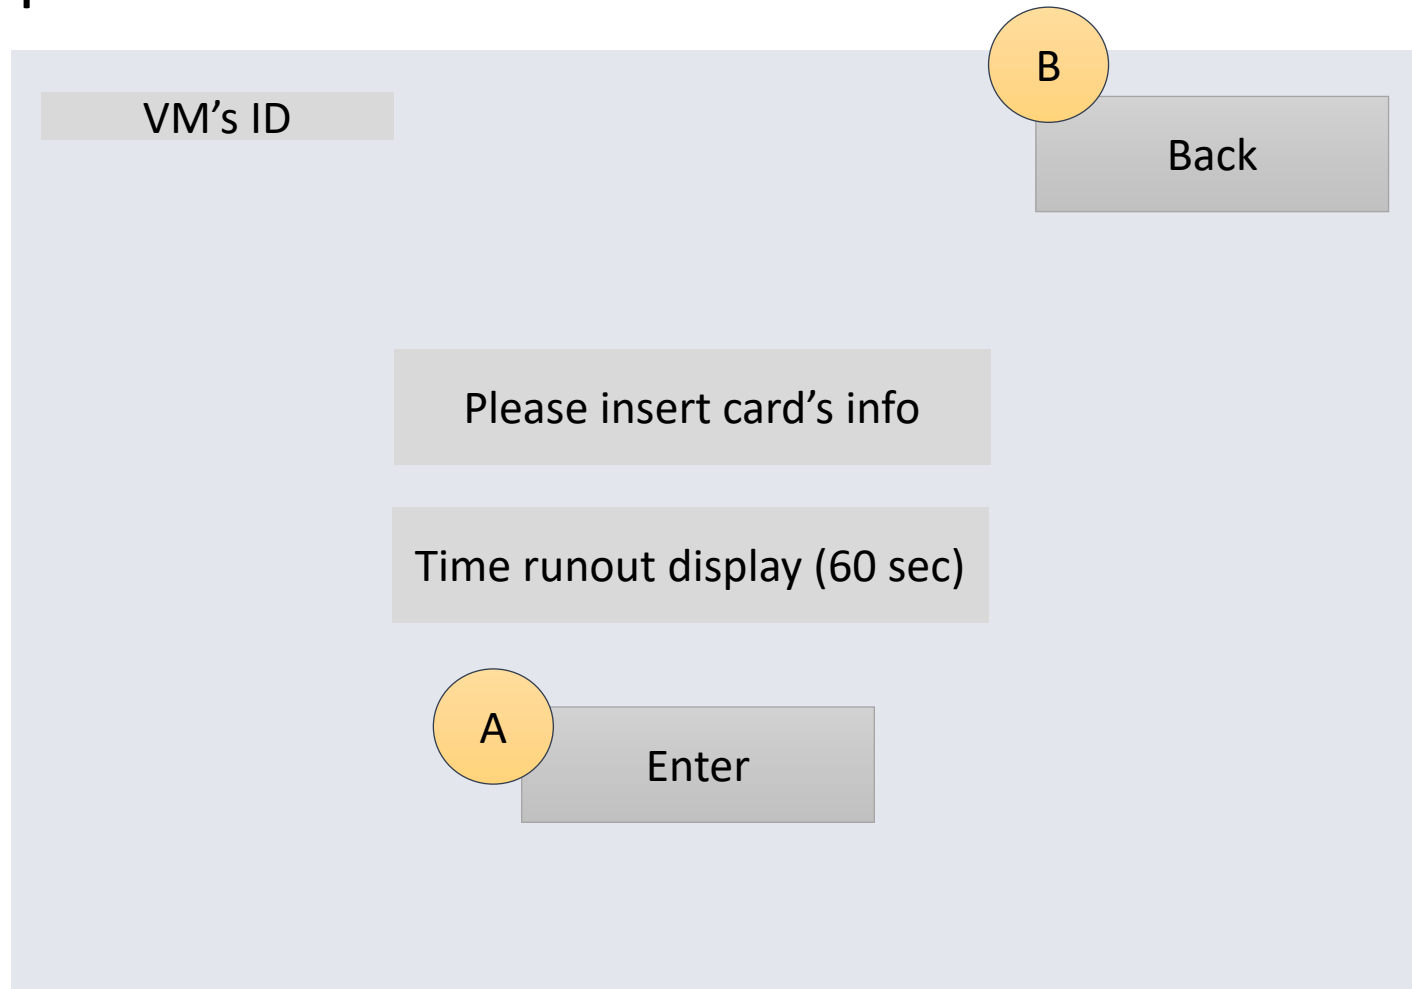 VM's ID
B
Back
Please insert card's info
Time runout display (60 sec)
A
Enter